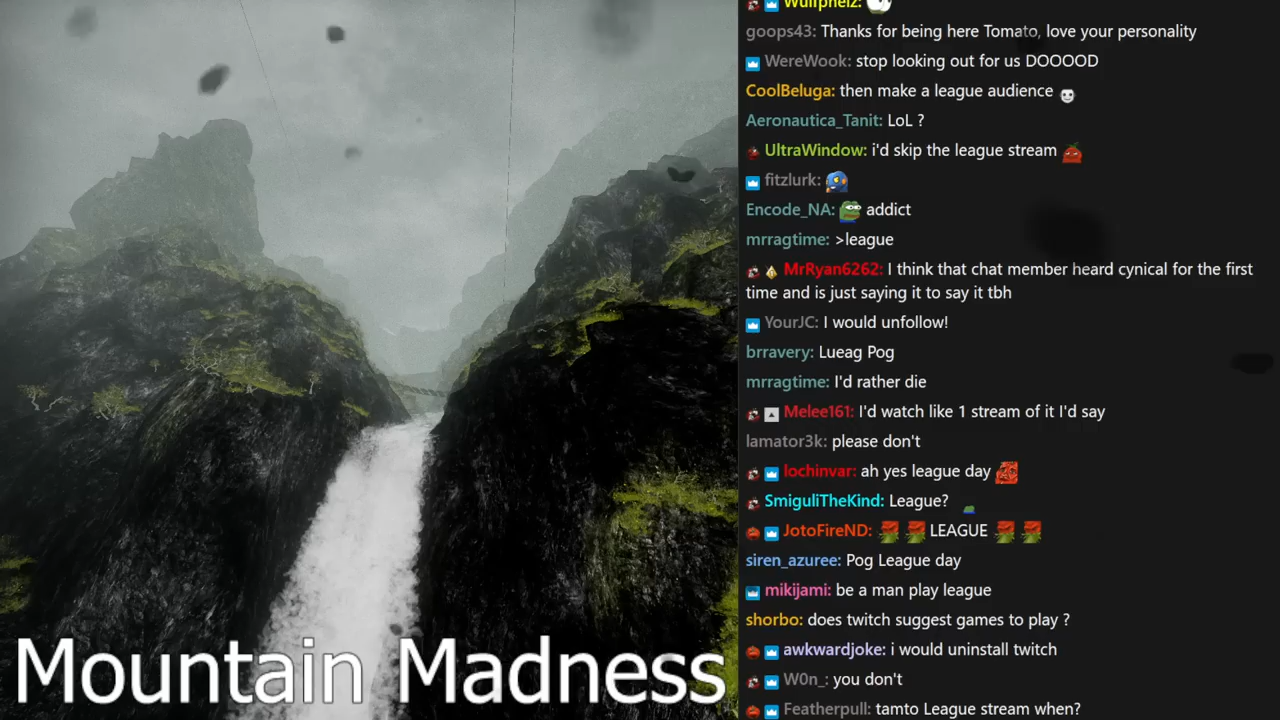 Wulfpheiz:
goops43: Thanks for being here Tomato, love your personality
WereWook: stop looking out for us DOOOOD
CoolBeluga: then make a league audience
Aeronautica_Tanit: LoL ?
UltraWindow: i'd skip the league stream
fitzlurk:
Encode_NA: addict
mrragtime: >league
MrRyan6262: I think that chat member heard cynical for the first
time and is just saying it to say it tbh
YourJC: I would unfollow!
brravery: Lueag Pog
mrragtime: I'd rather die
Melee161: I'd watch like 1 stream of it I'd say
lamator3k: please don't
lochinvar: ah yes league day
SmiguliTheKind: League?
JotoFireND: LEAGUE
siren_azuree: Pog League day
mikijami: be a man play league
shorbo: does twitch suggest games to play ?
awkwardjoke: i would uninstall twitch
W0n_: you don't
Featherpull: tamto League stream when?
Mountain Madness